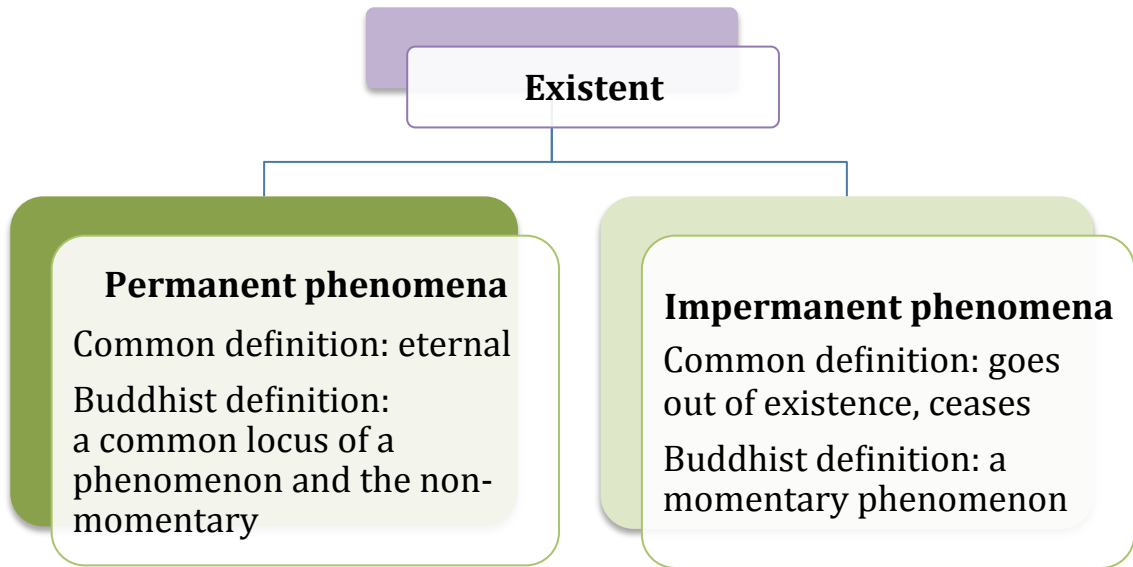 Existent
Permanent phenomena
Common definition: eternal
Buddhist definition:
a common locus of a
phenomenon and the non-
momentary
Impermanent phenomena
Common definition: goes
out of existence, ceases
Buddhist definition: a
momentary phenomenon